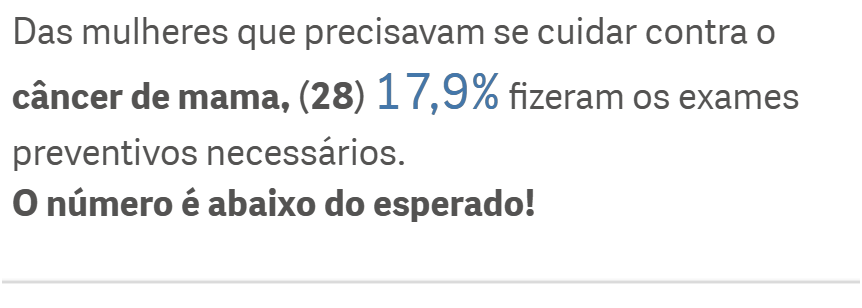 Das mulheres que precisavam se cuidar contra o
câncer de mama, (28) 17,9% fizeram os exames
preventivos necessários.
O número é abaixo do esperado!